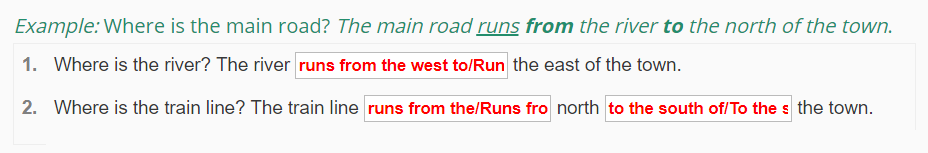 Example: Where is the main road? The main road runs from the river to the north of the town.
1. Where is the river? The river runs from the west to/Run the east of the town.
2. Where is the train line? The train line runs from the/Runs fro north to the south of/To the s the town.